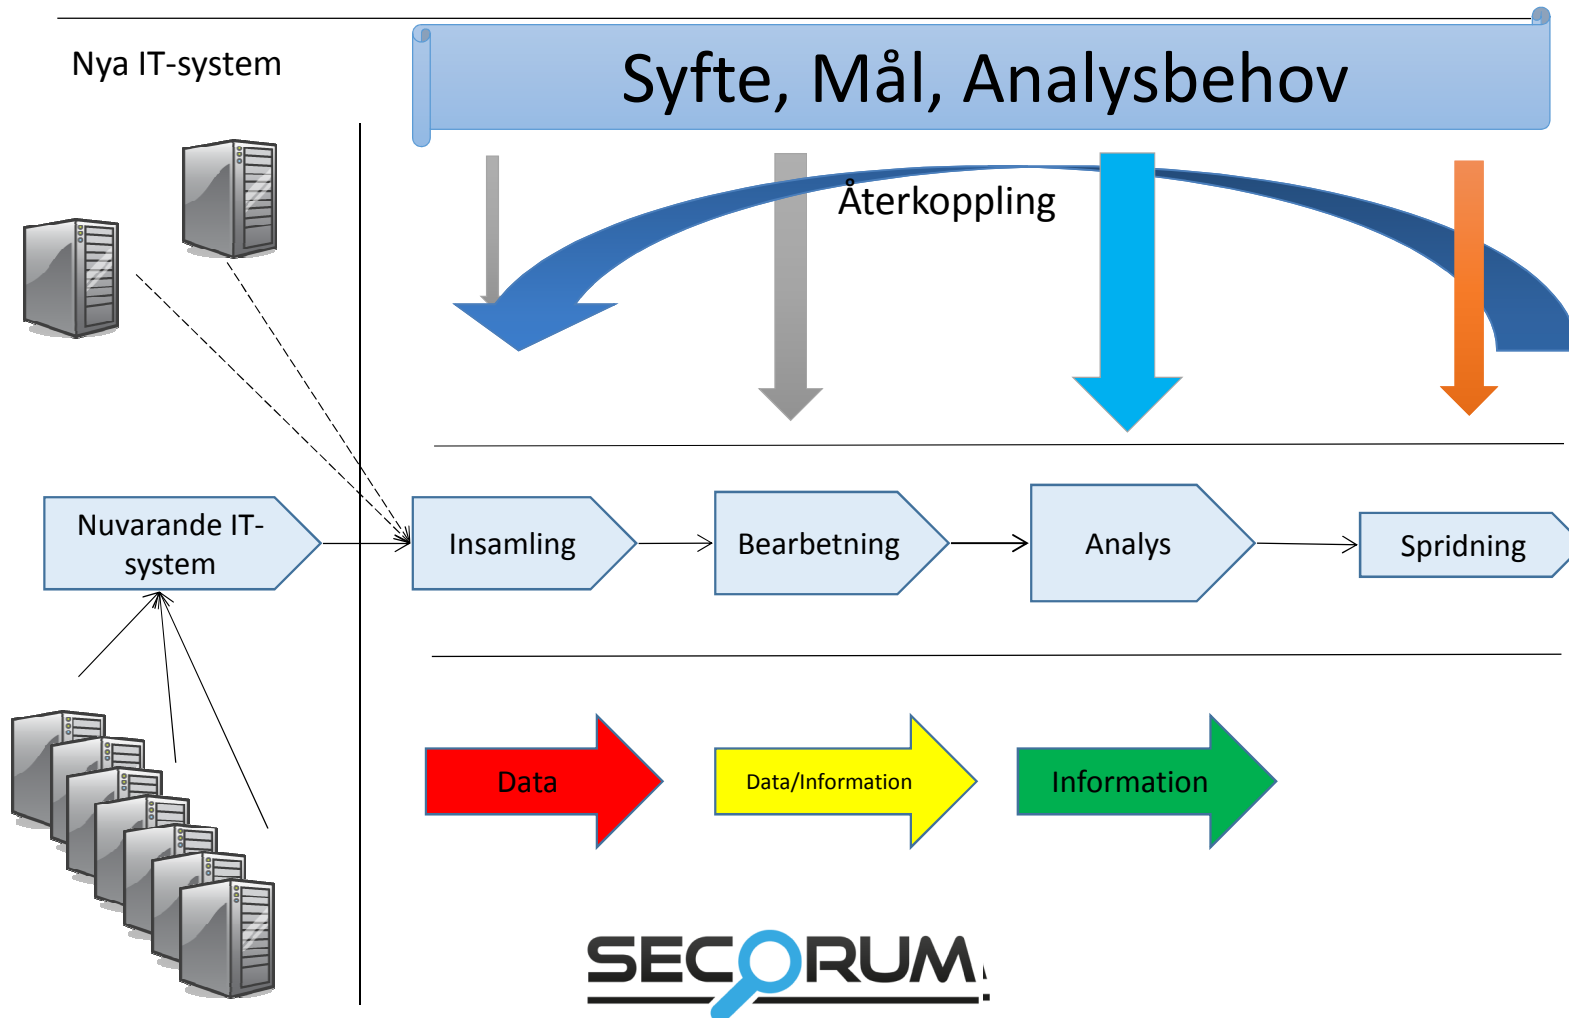 Nya IT-system
Syfte, Mål, Analysbehov
Återkoppling
Nuvarande IT-
system
Insamling
Bearbetning
Analys
Spridning
Data
Data/Information
Information
SECORUM